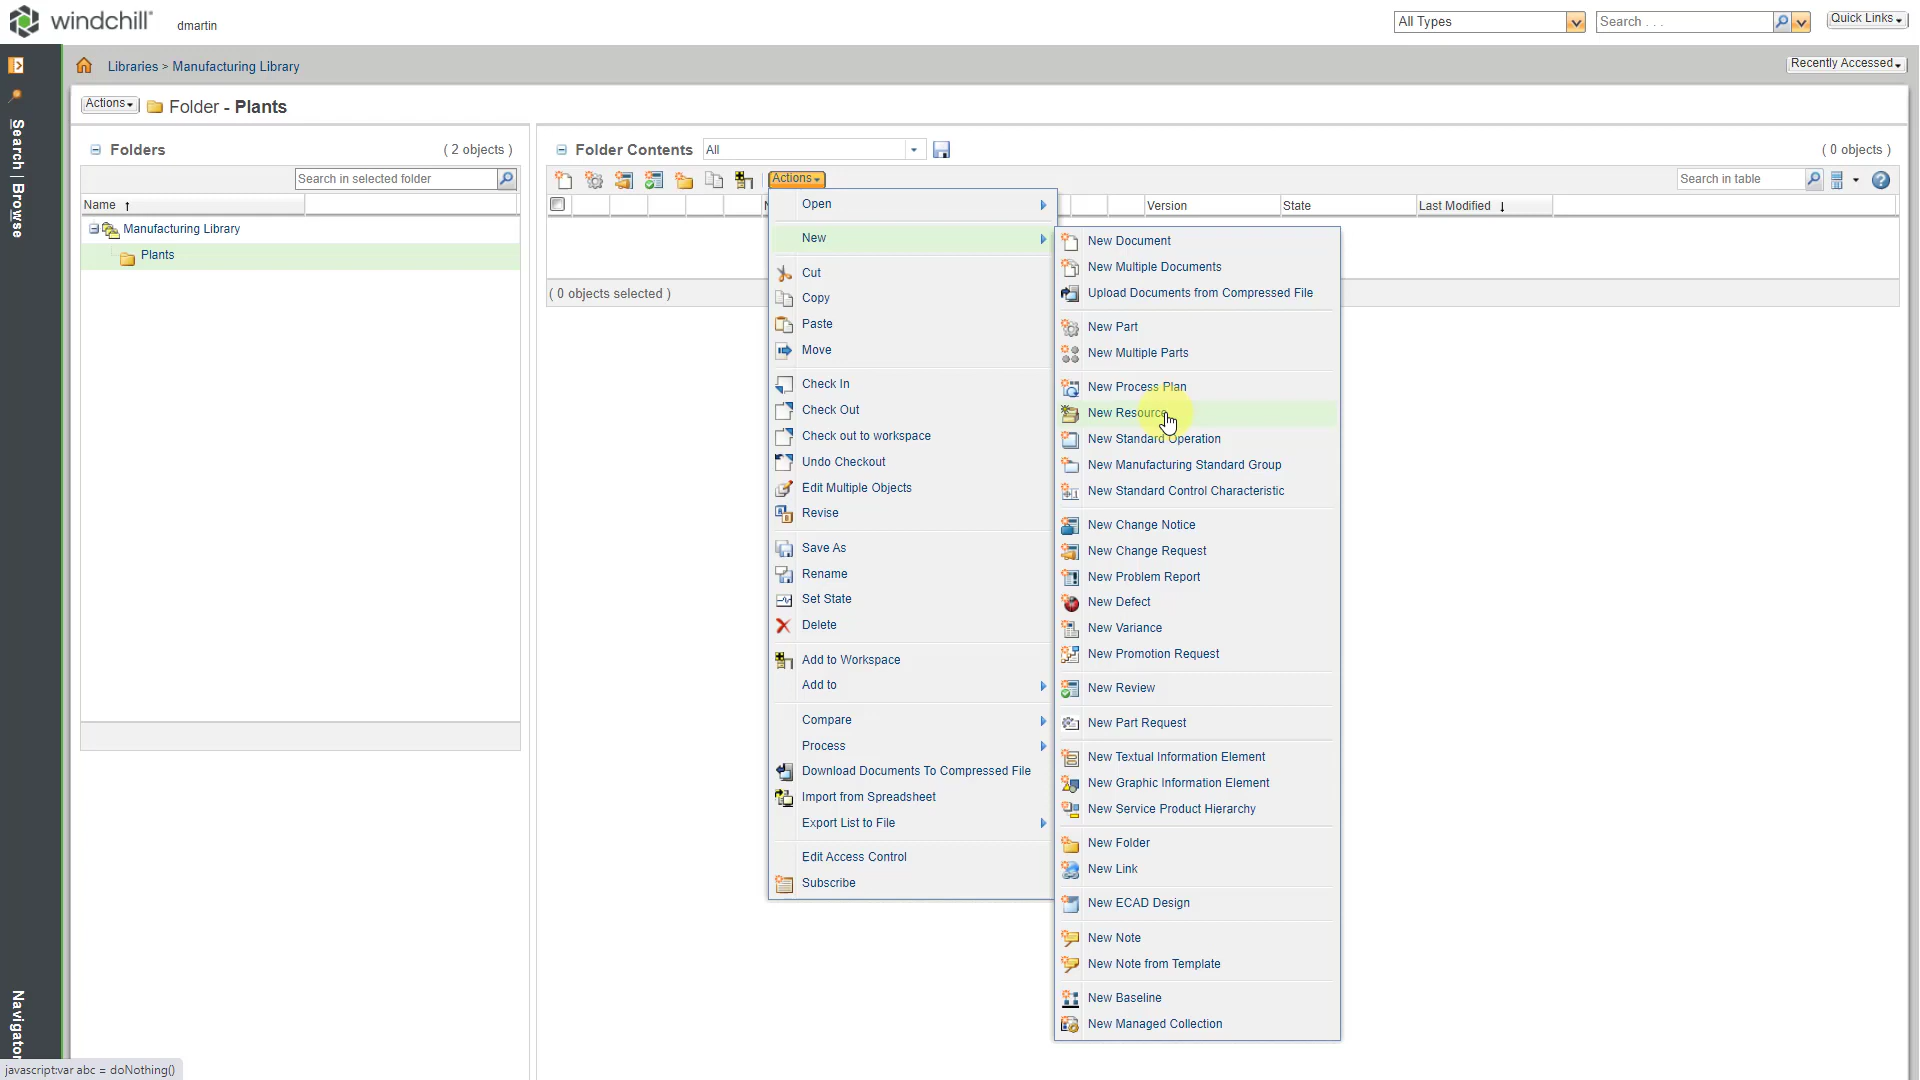 windchill
dmartin
All Types
Search . . .
Quick Links
Libraries > Manufacturing Library
Recently Accessed
Actions
Folder - Plants
Search | Browse
Navigator
Folders
( 2 objects )
Search in selected folder
Name
Manufacturing Library
Plants
Folder Contents
All
( 0 objects )
Actions
Search in table
Version
State
Last Modified
( 0 objects selected )
Open
New
Cut
Copy
Paste
Move
Check In
Check Out
Check out to workspace
Undo Checkout
Edit Multiple Objects
Revise
Save As
Rename
Set State
Delete
Add to Workspace
Add to
Compare
Process
Download Documents To Compressed File
Import from Spreadsheet
Export List to File
Edit Access Control
Subscribe
New Document
New Multiple Documents
Upload Documents from Compressed File
New Part
New Multiple Parts
New Process Plan
New Resource
New Standard Operation
New Manufacturing Standard Group
New Standard Control Characteristic
New Change Notice
New Change Request
New Problem Report
New Defect
New Variance
New Promotion Request
New Review
New Part Request
New Textual Information Element
New Graphic Information Element
New Service Product Hierarchy
New Folder
New Link
New ECAD Design
New Note
New Note from Template
New Baseline
New Managed Collection
javascript:var abc = doNothing()